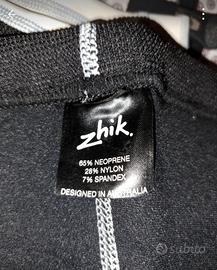 zhik.
65% NEOPRENE
28% NYLON
7% SPANDEX
DESIGNED IN AUSTRALIA
subito